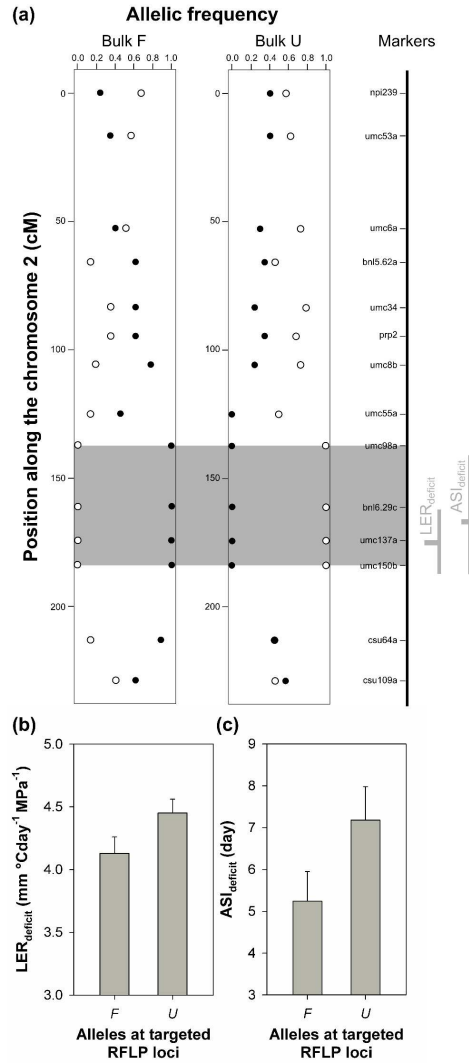 (a)
Allelic frequency
Bulk F
Bulk U
Markers
0.0 0.2 0.4 0.6 0.8 1.0
0.0 0.2 0.4 0.6 0.8 1.0
Position along the chromosome 2 (cM)
0
50
100
150
200
0
50
100
150
200
npi239
umc53a
umc6a
bnl5.62a
umc34
prp2
umc8b
umc55a
umc98a
bnl6.29c
umc137a
umc150b
csu64a
csu109a
LERdeficit
ASIdeficit
(b)
LERdeficit (mm °Cday-1 MPa-1)
5.0
4.5
4.0
3.5
3.0
F U
Alleles at targeted
RFLP loci
(c)
ASIdeficit (day)
9
8
7
6
5
4
3
F U
Alleles at targeted
RFLP loci